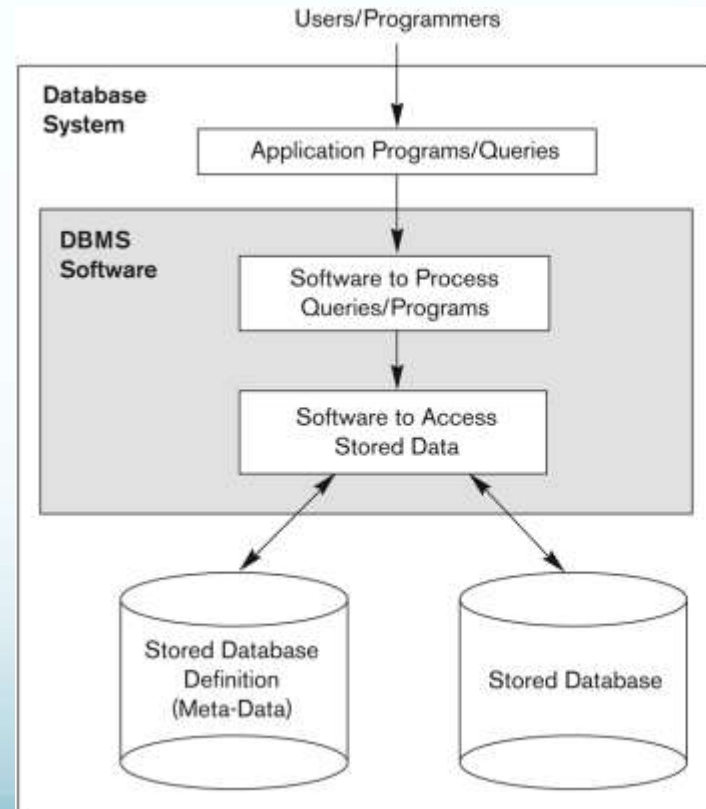 Users/Programmers
Database
System
Application Programs/Queries
DBMS
Software
Software to Process
Queries/Programs
Software to Access
Stored Data
Stored Database
Definition
(Meta-Data)
Stored Database